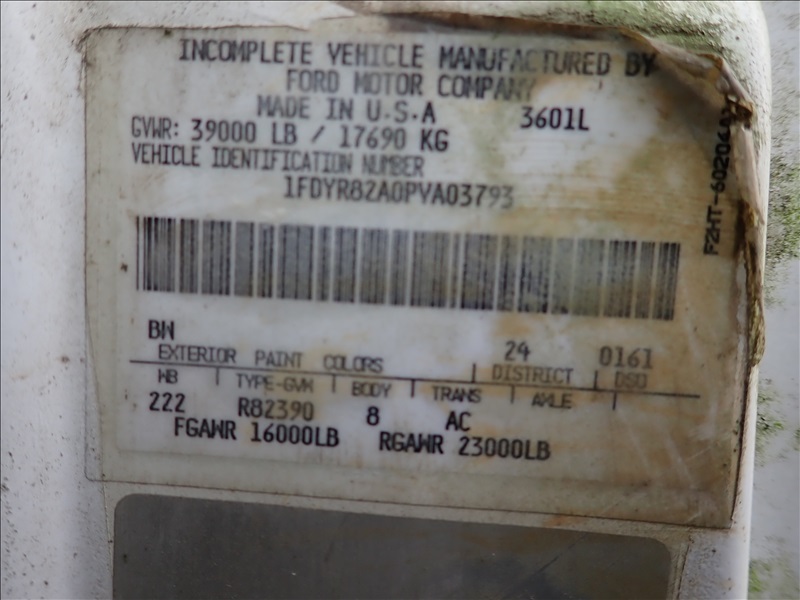 INCOMPLETE VEHICLE MANUFACTURED BY
FORD MOTOR COMPANY
MADE IN U.S.A 3601L
GVWR: 39000 LB / 17690 KG
VEHICLE IDENTIFICATION NUMBER
1FDYR82A0PVA03793
BW
24 0161
EXTERIOR PAINT COLORS DISTRICT DSO
WB TYPE-GVW BODY TRANS AXLE
222 R82390 8 AC
FGAWR 16000LB RGAWR 23000LB